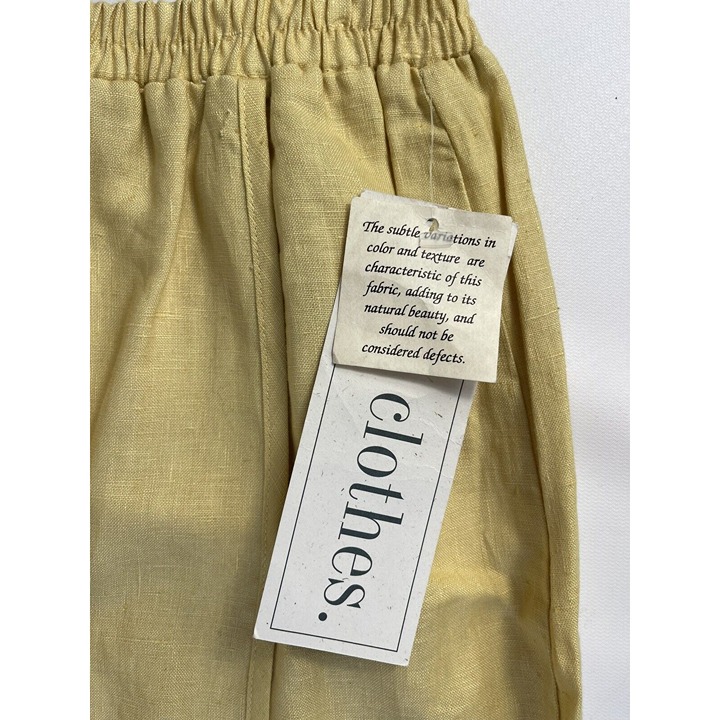 The subtle variations in
color and texture are
characteristic of this
fabric, adding to its
natural beauty, and
should not be
considered defects.
clothes.